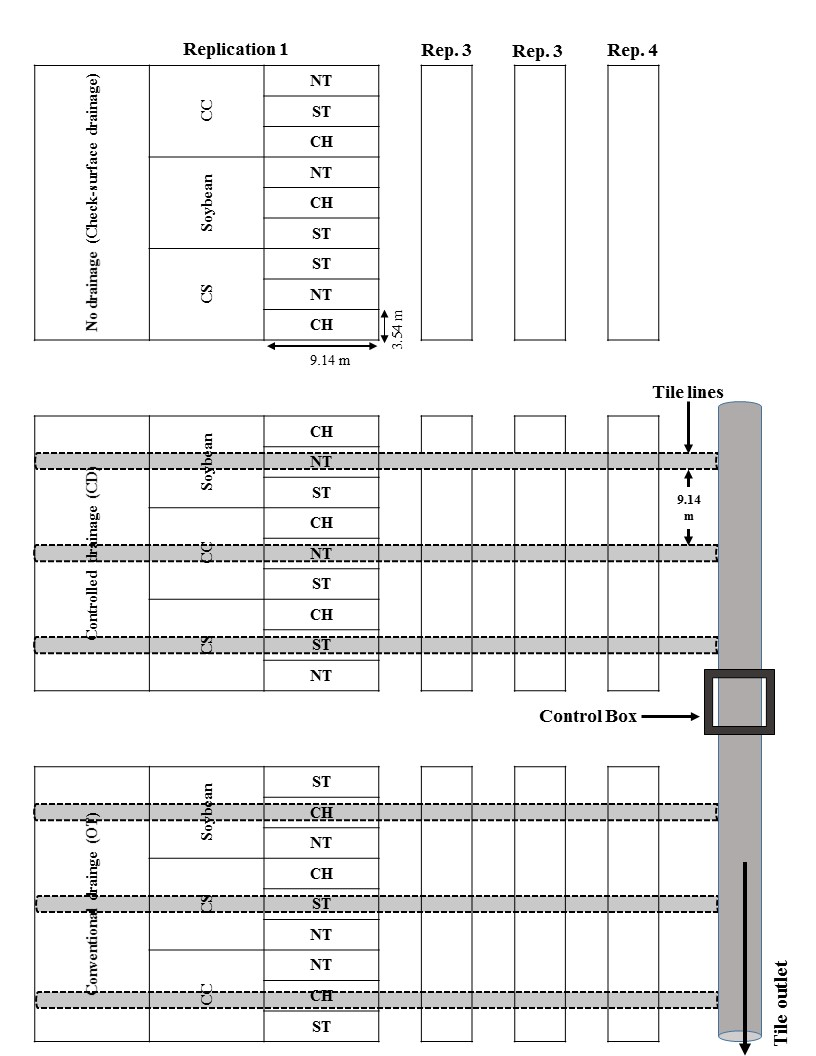 Replication 1
Rep. 3
Rep. 3
Rep. 4
No drainage (Check-surface drainage)
CC
NT
ST
CH
Soybean
NT
CH
ST
CS
ST
NT
CH
3.54 m
9.14 m
Tile lines
Controlled drainage (CD)
Soybean
CH
NT
ST
9.14
m
CC
CH
NT
ST
CS
CH
ST
NT
Control Box
Conventional drainge (OT)
Soybean
ST
CH
NT
CS
CH
ST
NT
CC
NT
CH
ST
Tile outlet